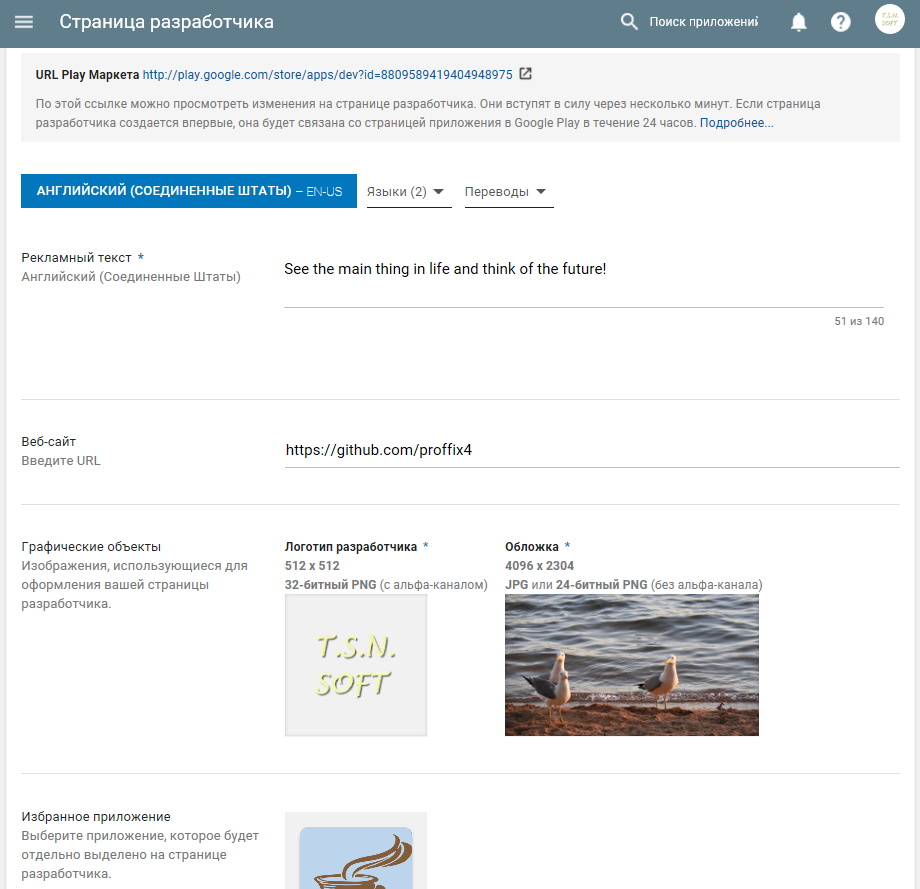 Страница разработчика
Поиск приложений
T.S.N.
SOFT
URL Play Маркета http://play.google.com/store/apps/dev?id=8809589419404948975
По этой ссылке можно просмотреть изменения на странице разработчика. Они вступят в силу через несколько минут. Если страница
разработчика создается впервые, она будет связана со страницей приложения в Google Play в течение 24 часов. Подробнее...
АНГЛИЙСКИЙ (СОЕДИНЕННЫЕ ШТАТЫ) – EN-US
Языки (2)
Переводы
Рекламный текст *
Английский (Соединенные Штаты)
See the main thing in life and think of the future!
51 из 140
Веб-сайт
Введите URL
https://github.com/proffix4
Графические объекты
Изображения, использующиеся для
оформления вашей страницы
разработчика.
Логотип разработчика *
512 x 512
32-битный PNG (с альфа-каналом)
T.S.N.
SOFT
Обложка *
4096 x 2304
JPG или 24-битный PNG (без альфа-канала)
Избранное приложение
Выберите приложение, которое будет
отдельно выделено на странице
разработчика.